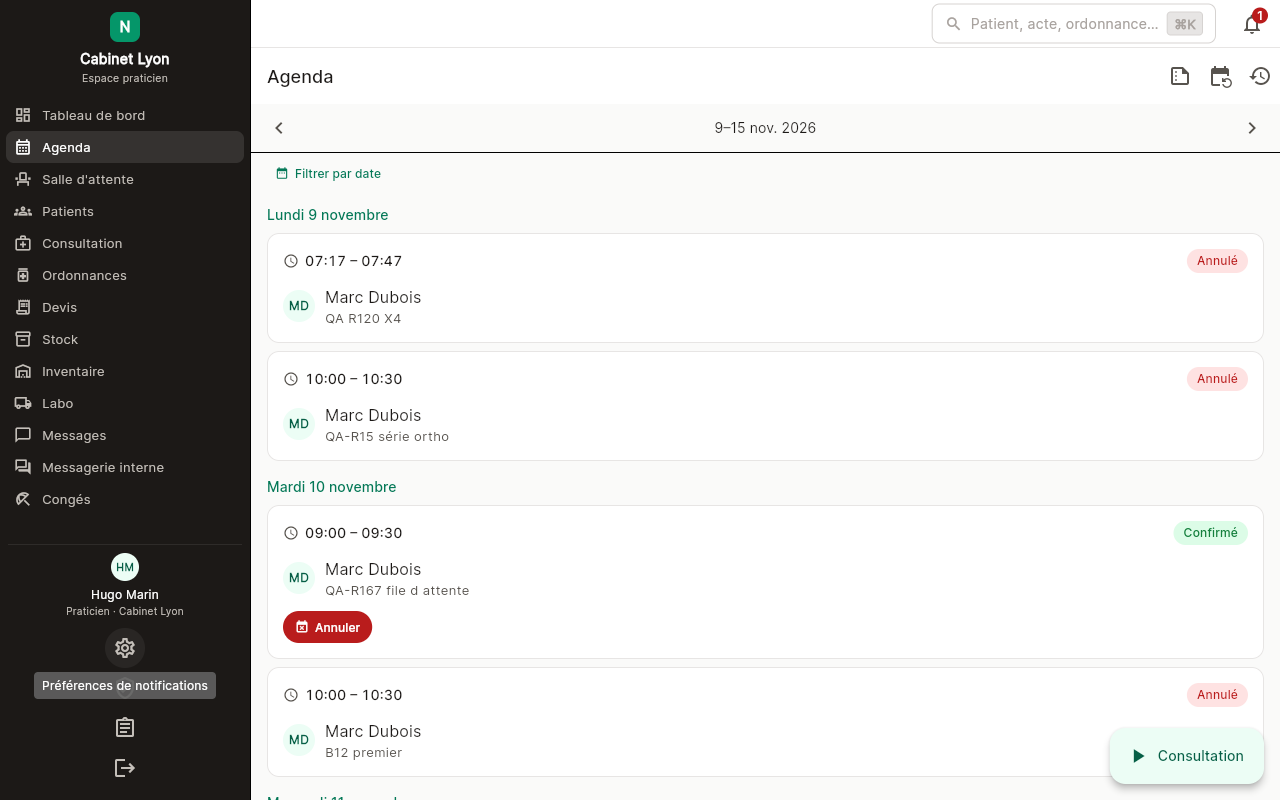 N
Cabinet Lyon
Espace praticien
Tableau de bord
Agenda
Salle d'attente
Patients
Consultation
Ordonnances
Devis
Stock
Inventaire
Labo
Messages
Messagerie interne
Congés
HM
Hugo Marin
Praticien · Cabinet Lyon
Préférences de notifications
Patient, acte, ordonnance... ⌘K
1
Agenda
9–15 nov. 2026
Filtrer par date
Lundi 9 novembre
07:17 – 07:47
Annulé
MD
Marc Dubois
QA R120 X4
10:00 – 10:30
Annulé
MD
Marc Dubois
QA-R15 série ortho
Mardi 10 novembre
09:00 – 09:30
Confirmé
MD
Marc Dubois
QA-R167 file d attente
Annuler
10:00 – 10:30
Annulé
MD
Marc Dubois
B12 premier
Consultation